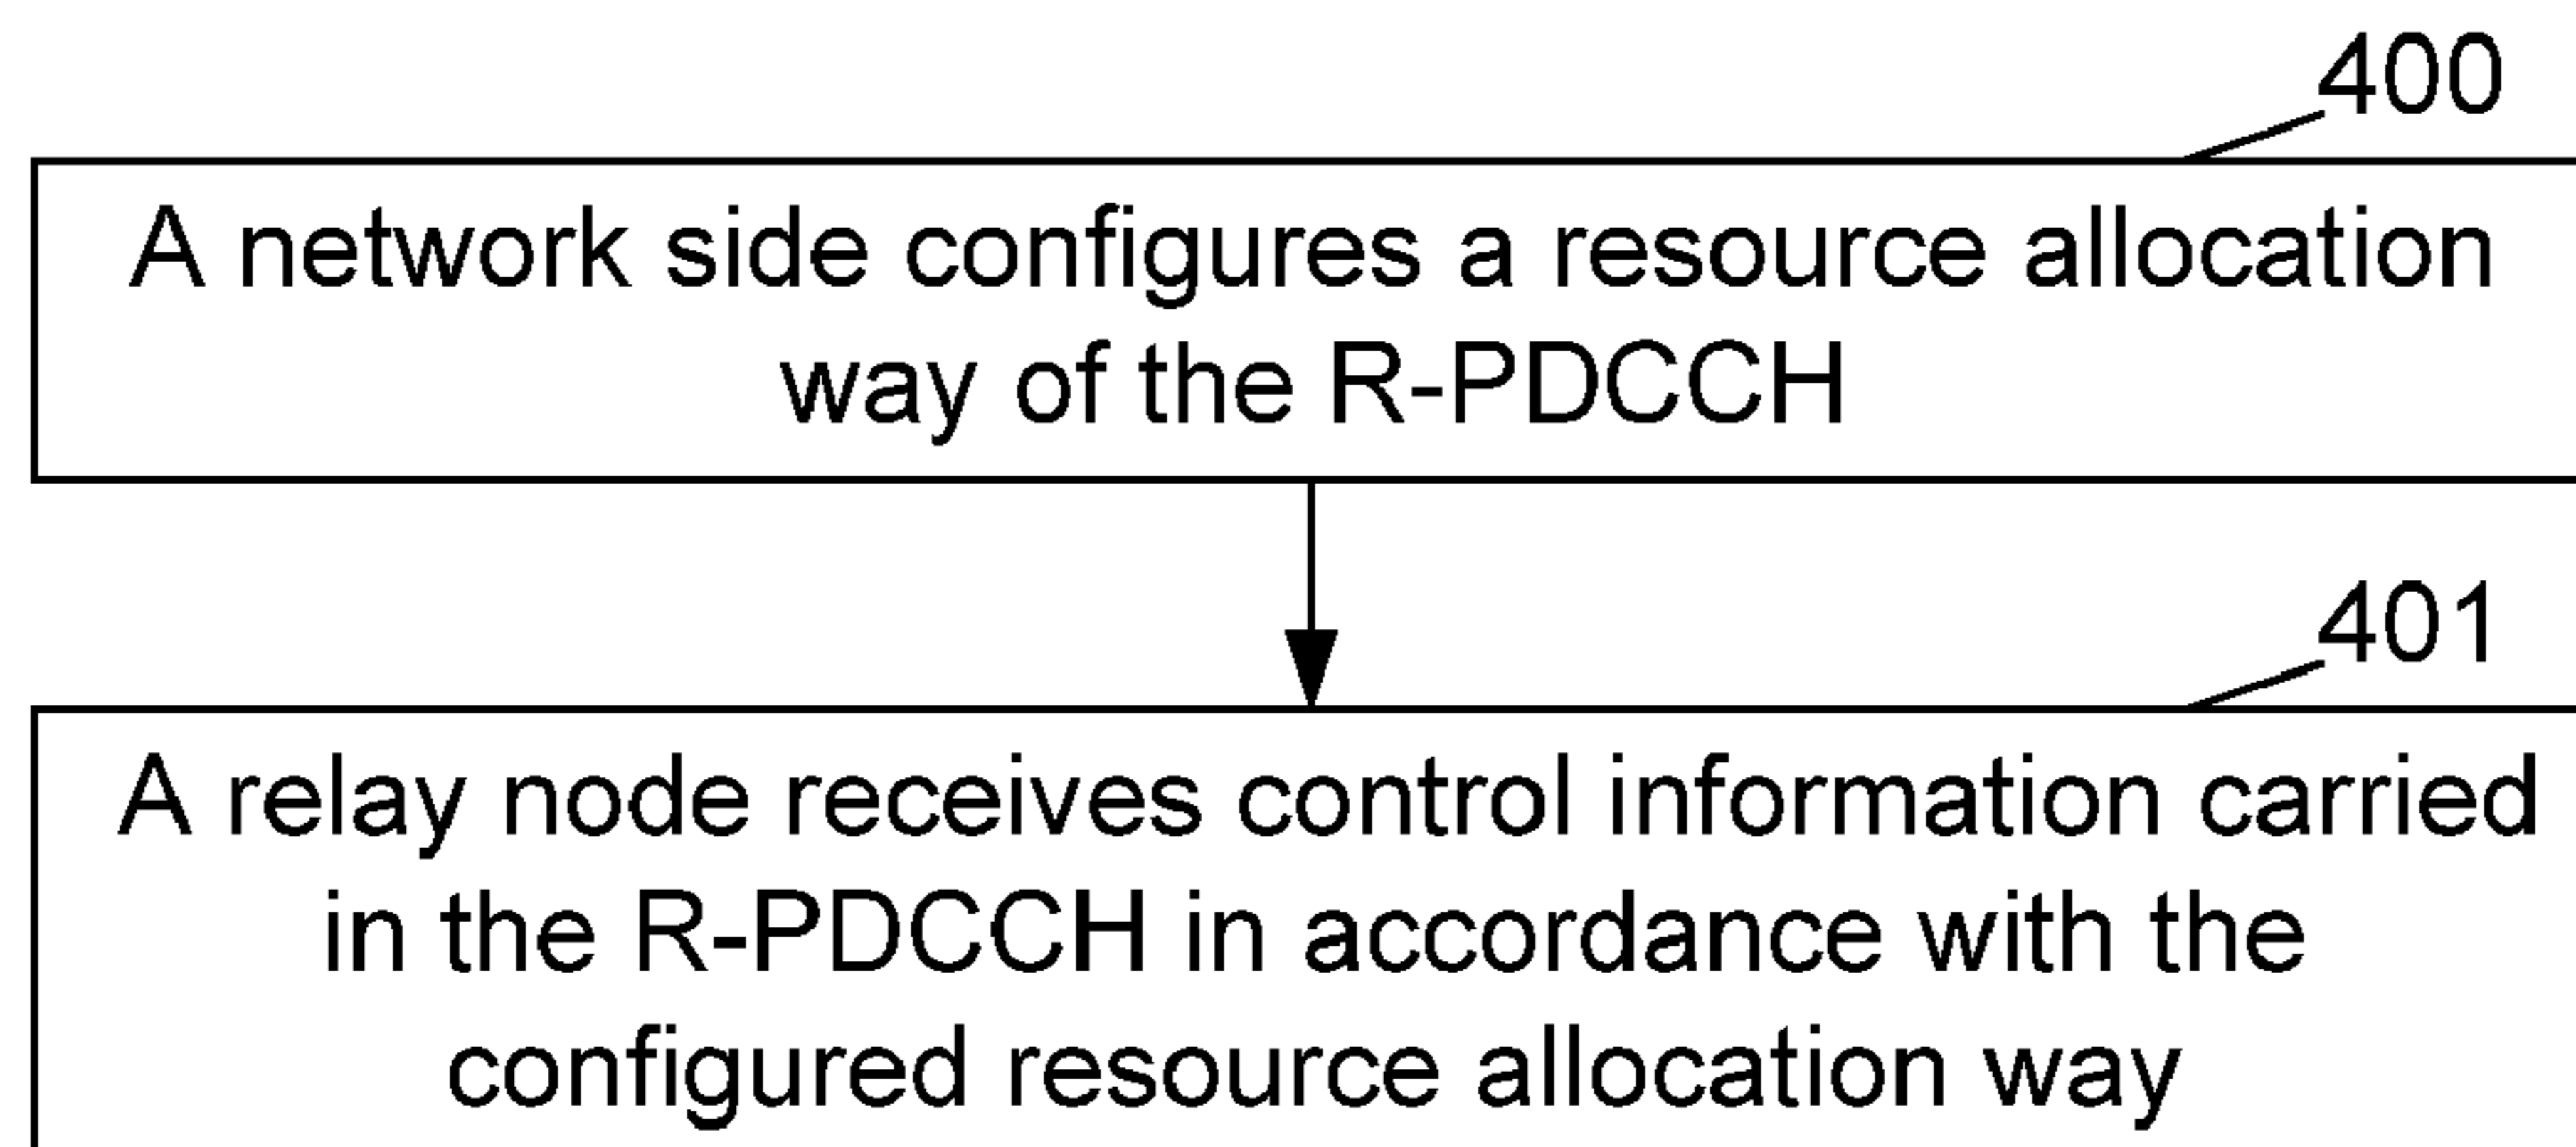 400
A network side configures a resource allocation
way of the R-PDCCH
401
A relay node receives control information carried
in the R-PDCCH in accordance with the
configured resource allocation way